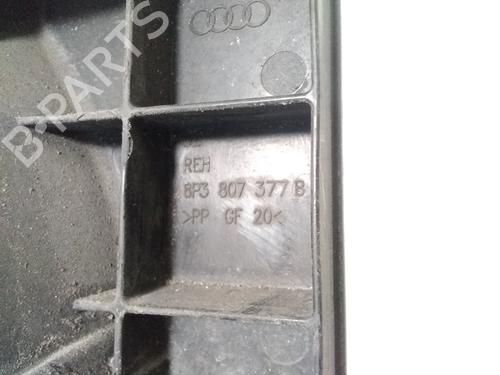 B-PARTS
REH
8P3 807 377 B
>PP GF 20<